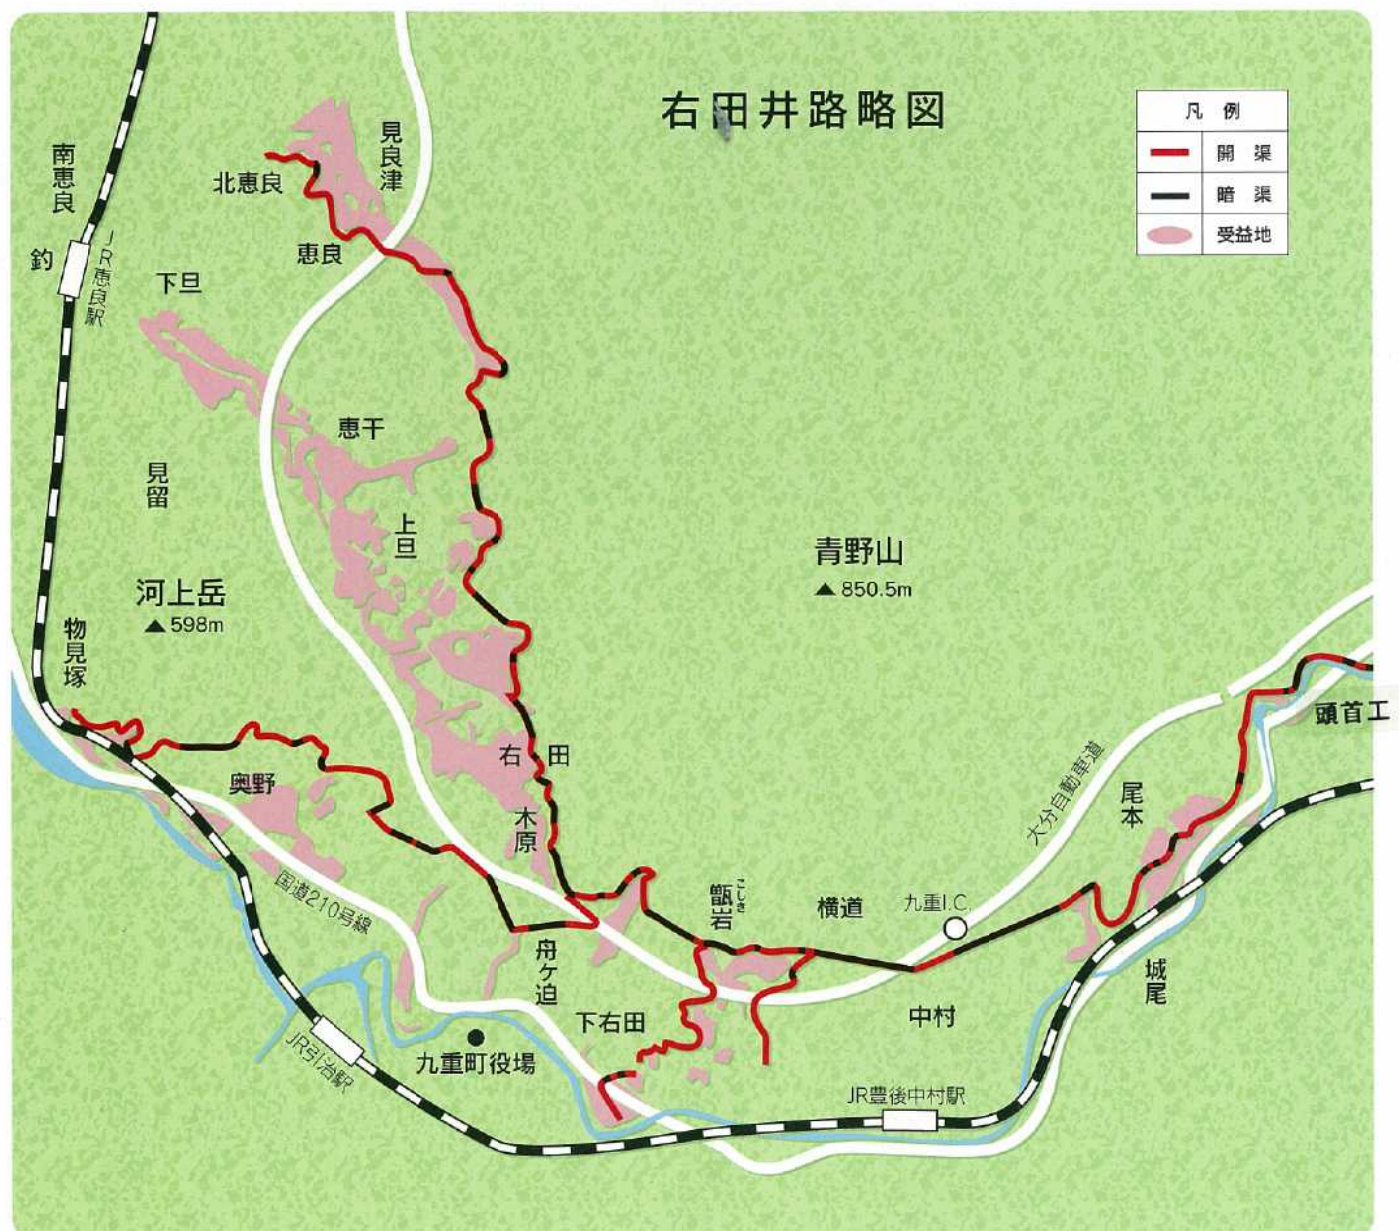 右田井路略図
凡例
開渠
暗渠
受益地
見良津
南恵良
北恵良
釣
JR恵良駅
恵良
下旦
恵干
見留
上旦
青野山
▲850.5m
河上岳
▲598m
物見塚
頭首工
右田
奥野
大分自動車道
尾本
木原
国道210号線
甑岩
こしき
横道
九重I.C.
舟ケ迫
城尾
下右田
中村
JR引治駅
九重町役場
JR豊後中村駅